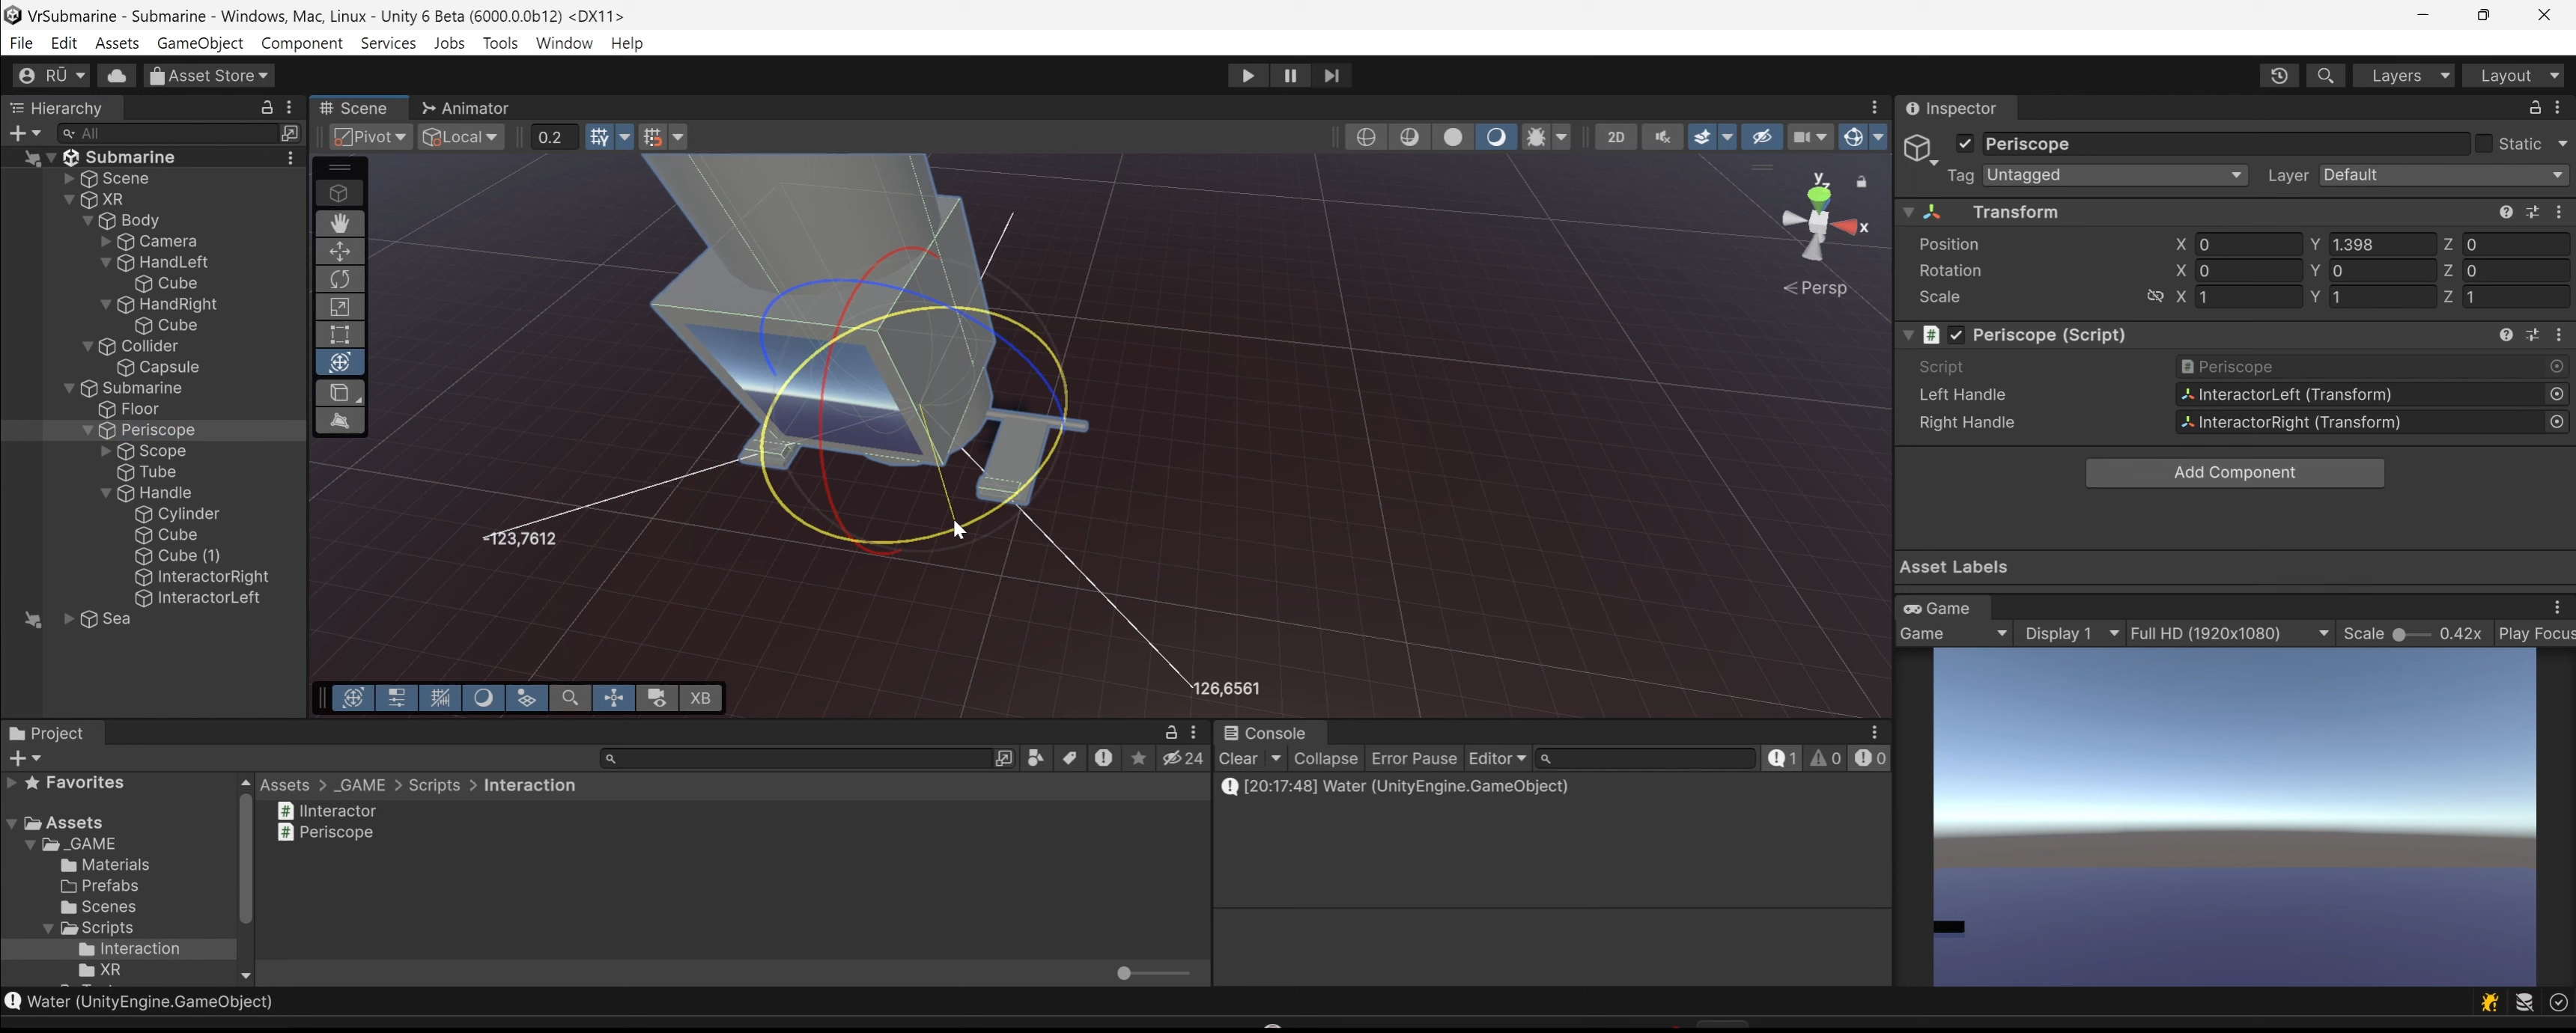 VrSubmarine - Submarine - Windows, Mac, Linux - Unity 6 Beta (6000.0.0b12) <DX11>
File Edit Assets GameObject Component Services Jobs Tools Window Help
RŪ Asset Store Layers Layout
Hierarchy
All
Submarine
Scene
XR
Body
Camera
HandLeft
Cube
HandRight
Cube
Collider
Capsule
Submarine
Floor
Periscope
Scope
Tube
Handle
Cylinder
Cube
Cube (1)
InteractorRight
InteractorLeft
Sea
Scene Animator
Pivot Local 0.2 2D
y
z
x
Persp
-123,7612
126,6561
XB
Inspector
Periscope Static
Tag Untagged Layer Default
Transform
Position X 0 Y 1.398 Z 0
Rotation X 0 Y 0 Z 0
Scale X 1 Y 1 Z 1
# Periscope (Script)
Script # Periscope
Left Handle InteractorLeft (Transform)
Right Handle InteractorRight (Transform)
Add Component
Asset Labels
Game
Game Display 1 Full HD (1920x1080) Scale 0.42x Play Focus
Project
24
Favorites
Assets
_GAME
Materials
Prefabs
Scenes
Scripts
Interaction
XR
Assets > _GAME > Scripts > Interaction
# IInteractor
# Periscope
Console
Clear Collapse Error Pause Editor 1 0 0
[20:17:48] Water (UnityEngine.GameObject)
Water (UnityEngine.GameObject)